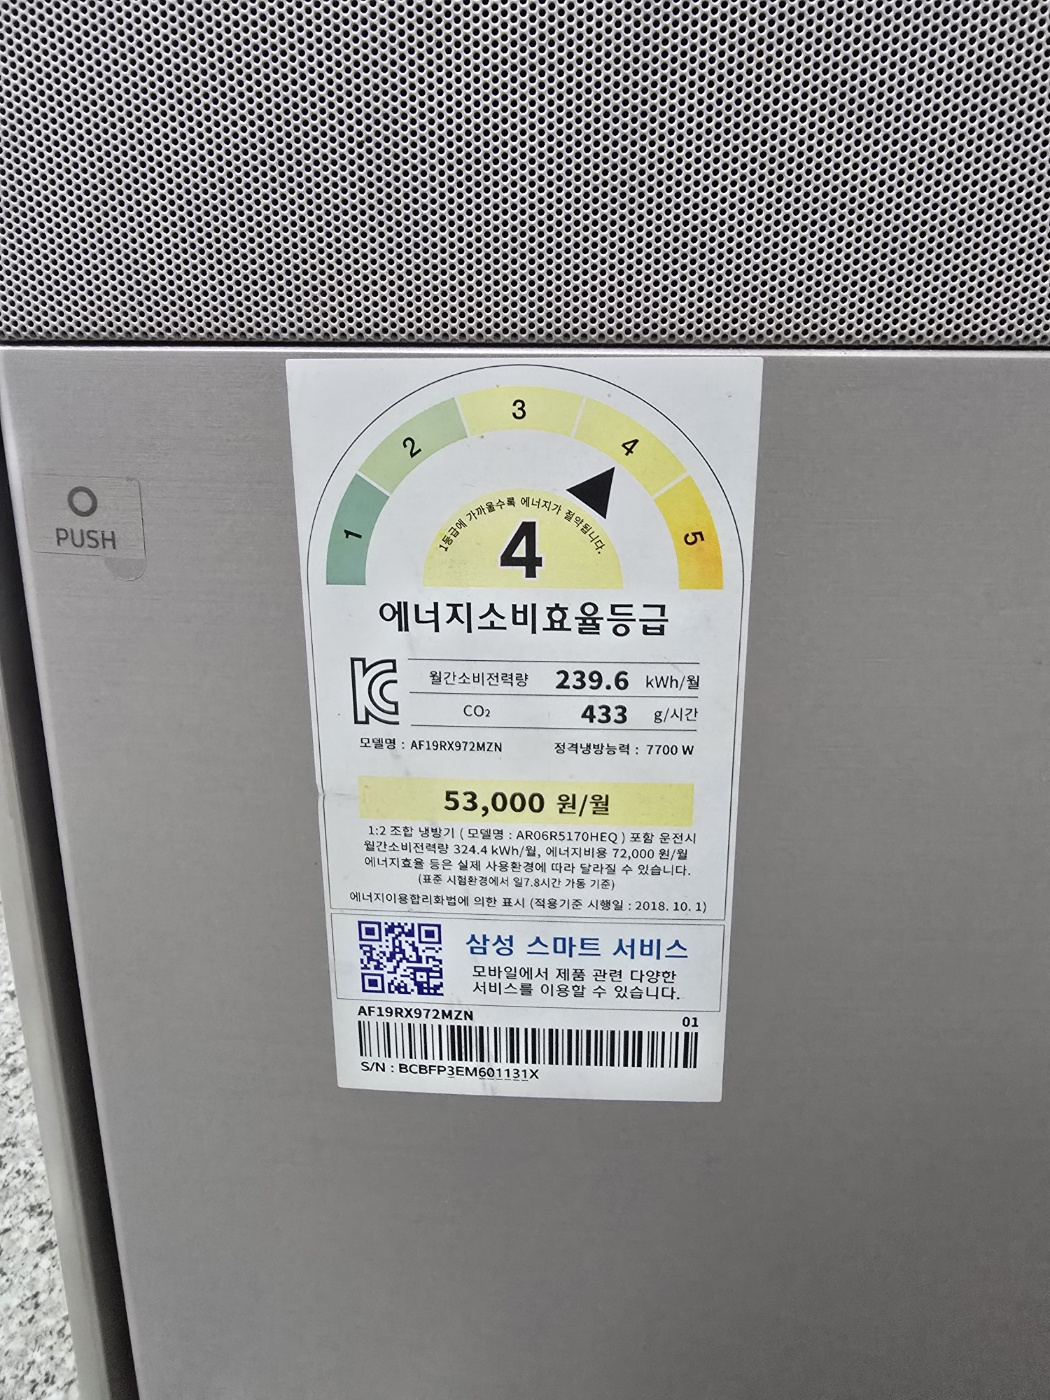 PUSH
1
2
3
4
5
1등급에 가까울수록 에너지가 절약됩니다.
4
에너지소비효율등급
월간소비전력량 239.6 kWh/월
CO₂ 433 g/시간
모델명 : AF19RX972MZN 정격냉방능력 : 7700 W
53,000 원/월
1:2 조합 냉방기 ( 모델명 : AR06R5170HEQ ) 포함 운전시
월간소비전력량 324.4 kWh/월, 에너지비용 72,000 원/월
에너지효율 등은 실제 사용환경에 따라 달라질 수 있습니다.
(표준 시험환경에서 일7.8시간 가동 기준)
에너지이용합리화법에 의한 표시 (적용기준 시행일 : 2018. 10. 1)
삼성 스마트 서비스
모바일에서 제품 관련 다양한
서비스를 이용할 수 있습니다.
AF19RX972MZN 01
S/N : BCBFP3EM601131X